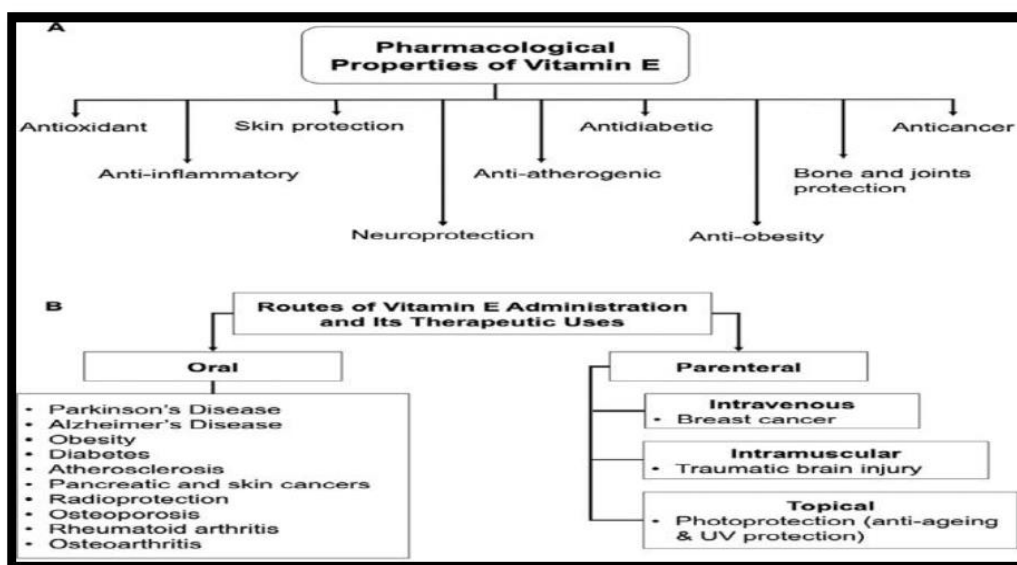 A
Pharmacological
Properties of Vitamin E
Antioxidant
Skin protection
Antidiabetic
Anticancer
Anti-inflammatory
Anti-atherogenic
Bone and joints
protection
Neuroprotection
Anti-obesity
B
Routes of Vitamin E Administration
and Its Therapeutic Uses
Oral
• Parkinson's Disease
• Alzheimer's Disease
• Obesity
• Diabetes
• Atherosclerosis
• Pancreatic and skin cancers
• Radioprotection
• Osteoporosis
• Rheumatoid arthritis
• Osteoarthritis
Parenteral
Intravenous
• Breast cancer
Intramuscular
• Traumatic brain injury
Topical
• Photoprotection (anti-ageing
& UV protection)